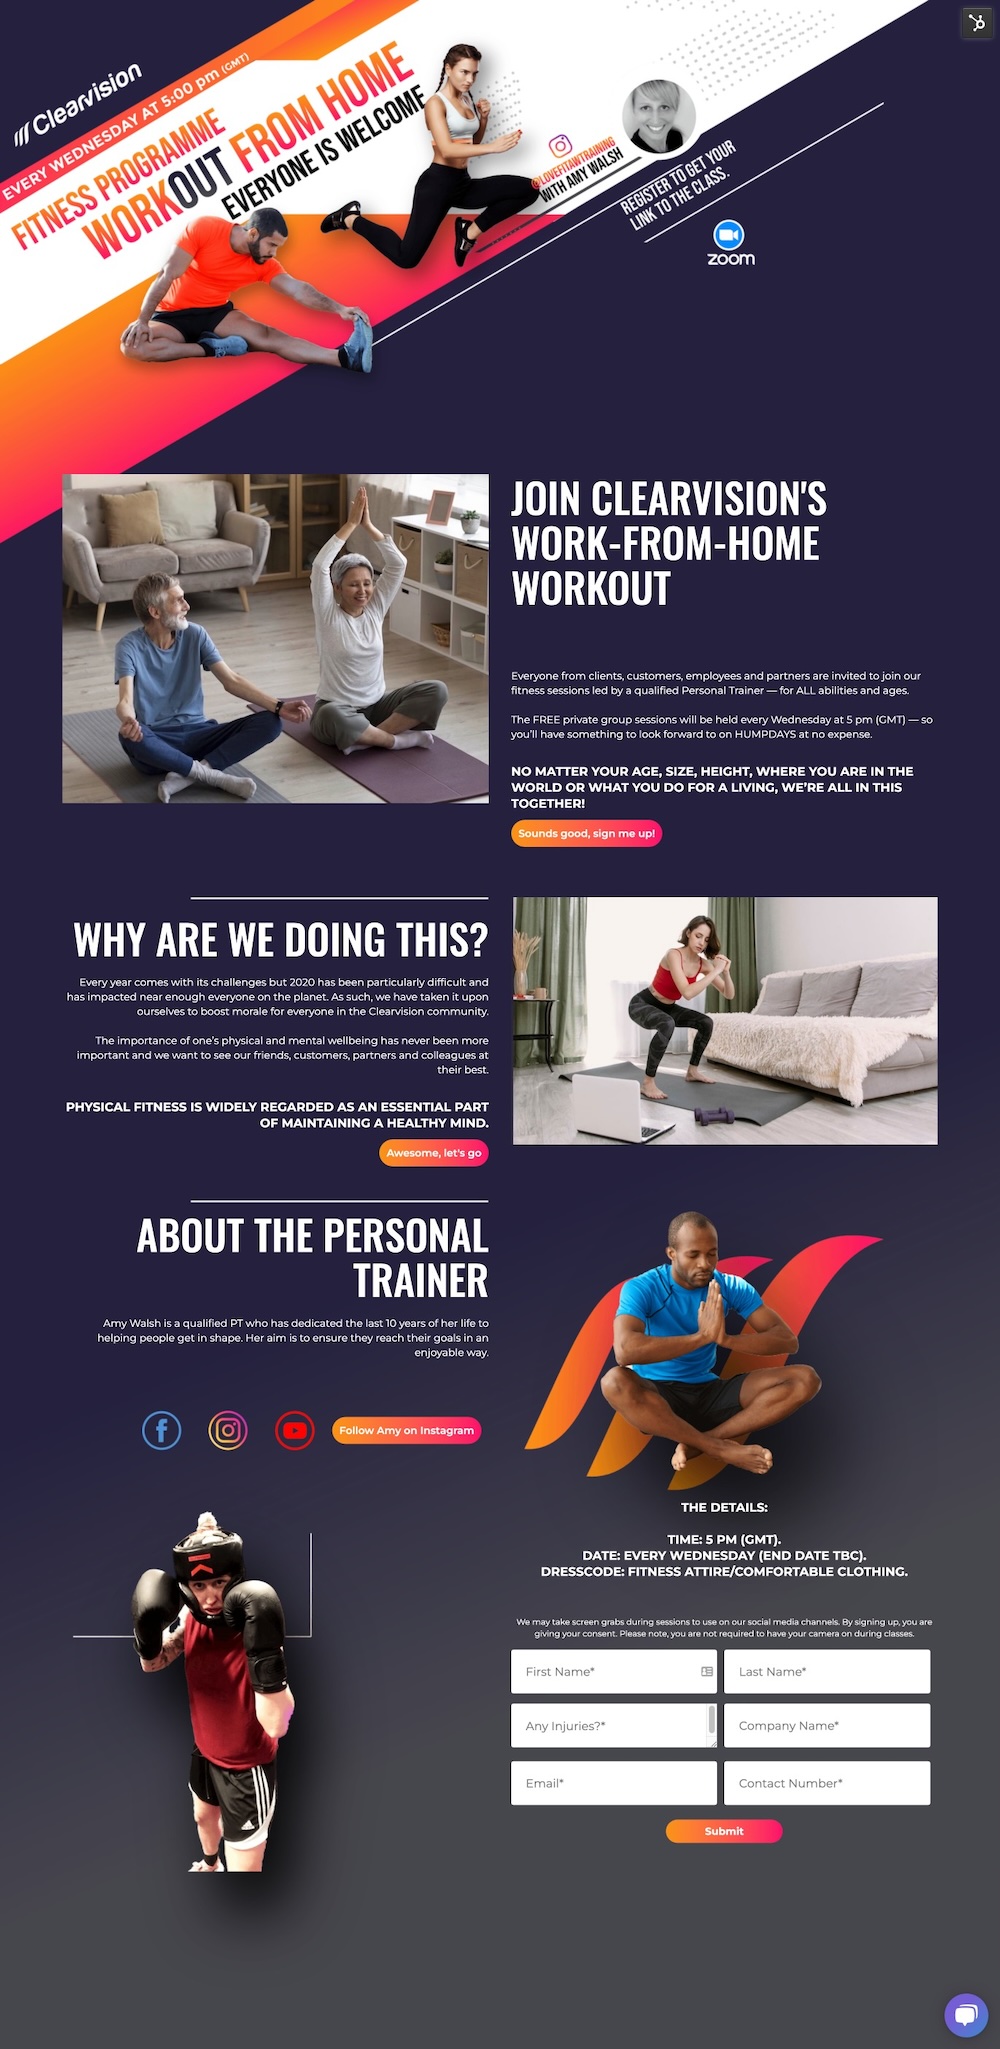 Clearvision
EVERY WEDNESDAY AT 5:00 pm (GMT)
FITNESS PROGRAMME
WORKOUT FROM HOME
EVERYONE IS WELCOME
@LOVEFITAWTRAINING
WITH AMY WALSH
REGISTER TO GET YOUR
LINK TO THE CLASS.
zoom
JOIN CLEARVISION'S
WORK-FROM-HOME
WORKOUT
Everyone from clients, customers, employees and partners are invited to join our
fitness sessions led by a qualified Personal Trainer — for ALL abilities and ages.
The FREE private group sessions will be held every Wednesday at 5 pm (GMT) — so
you'll have something to look forward to on HUMPDAYS at no expense.
NO MATTER YOUR AGE, SIZE, HEIGHT, WHERE YOU ARE IN THE
WORLD OR WHAT YOU DO FOR A LIVING, WE'RE ALL IN THIS
TOGETHER!
Sounds good, sign me up!
WHY ARE WE DOING THIS?
Every year comes with its challenges but 2020 has been particularly difficult and
has impacted near enough everyone on the planet. As such, we have taken it upon
ourselves to boost morale for everyone in the Clearvision community.
The importance of one's physical and mental wellbeing has never been more
important and we want to see our friends, customers, partners and colleagues at
their best.
PHYSICAL FITNESS IS WIDELY REGARDED AS AN ESSENTIAL PART
OF MAINTAINING A HEALTHY MIND.
Awesome, let's go
ABOUT THE PERSONAL
TRAINER
Amy Walsh is a qualified PT who has dedicated the last 10 years of her life to
helping people get in shape. Her aim is to ensure they reach their goals in an
enjoyable way.
Follow Amy on Instagram
THE DETAILS:
TIME: 5 PM (GMT).
DATE: EVERY WEDNESDAY (END DATE TBC).
DRESSCODE: FITNESS ATTIRE/COMFORTABLE CLOTHING.
We may take screen grabs during sessions to use on our social media channels. By signing up, you are
giving your consent. Please note, you are not required to have your camera on during classes.
First Name*
Last Name*
Any Injuries?*
Company Name*
Email*
Contact Number*
Submit